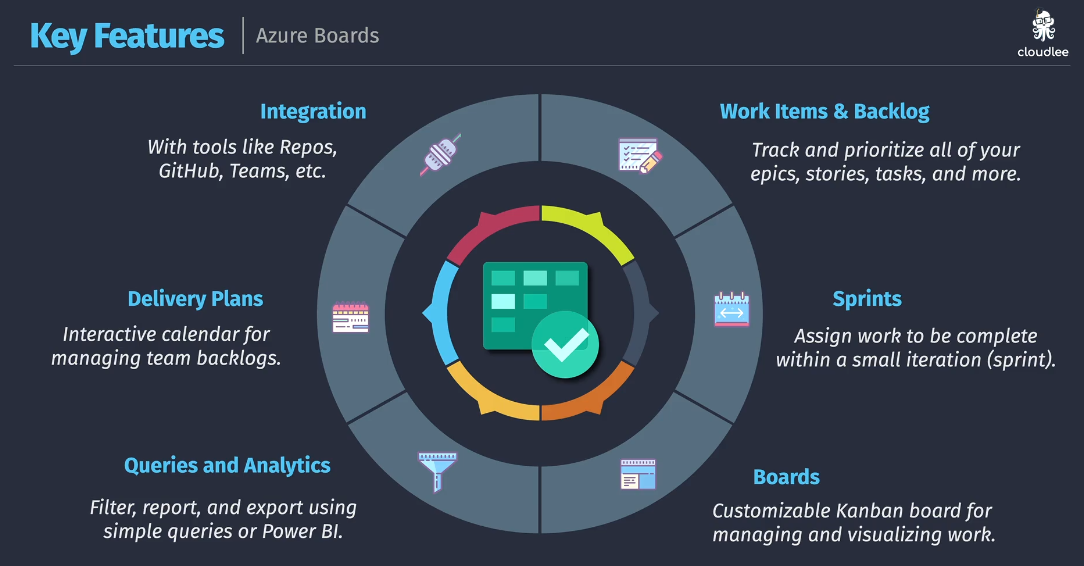 Key Features
Azure Boards
cloudlee
Integration
With tools like Repos,
GitHub, Teams, etc.
Work Items & Backlog
Track and prioritize all of your
epics, stories, tasks, and more.
Delivery Plans
Interactive calendar for
managing team backlogs.
Sprints
Assign work to be complete
within a small iteration (sprint).
Queries and Analytics
Filter, report, and export using
simple queries or Power BI.
Boards
Customizable Kanban board for
managing and visualizing work.